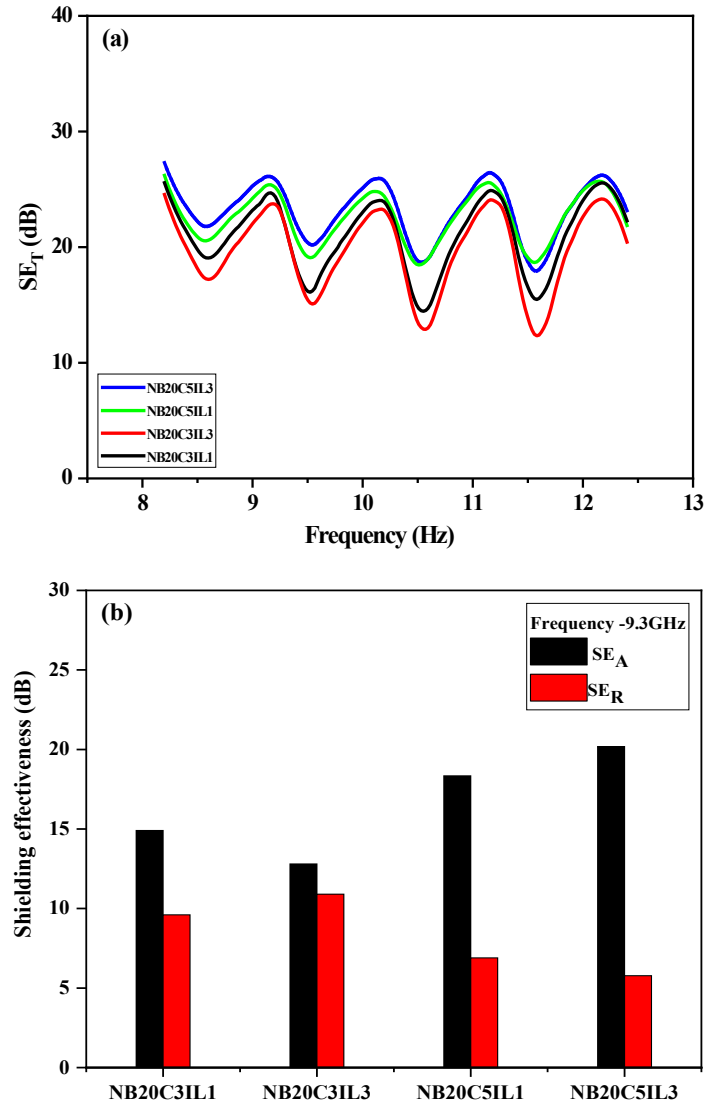 (a)
40
30
20
10
0
SE_T (dB)
NB20C5IL3
NB20C5IL1
NB20C3IL3
NB20C3IL1
8 9 10 11 12 13
Frequency (Hz)
(b)
30
25
20
15
10
5
0
Shielding effectiveness (dB)
Frequency -9.3GHz
SE_A
SE_R
NB20C3IL1 NB20C3IL3 NB20C5IL1 NB20C5IL3